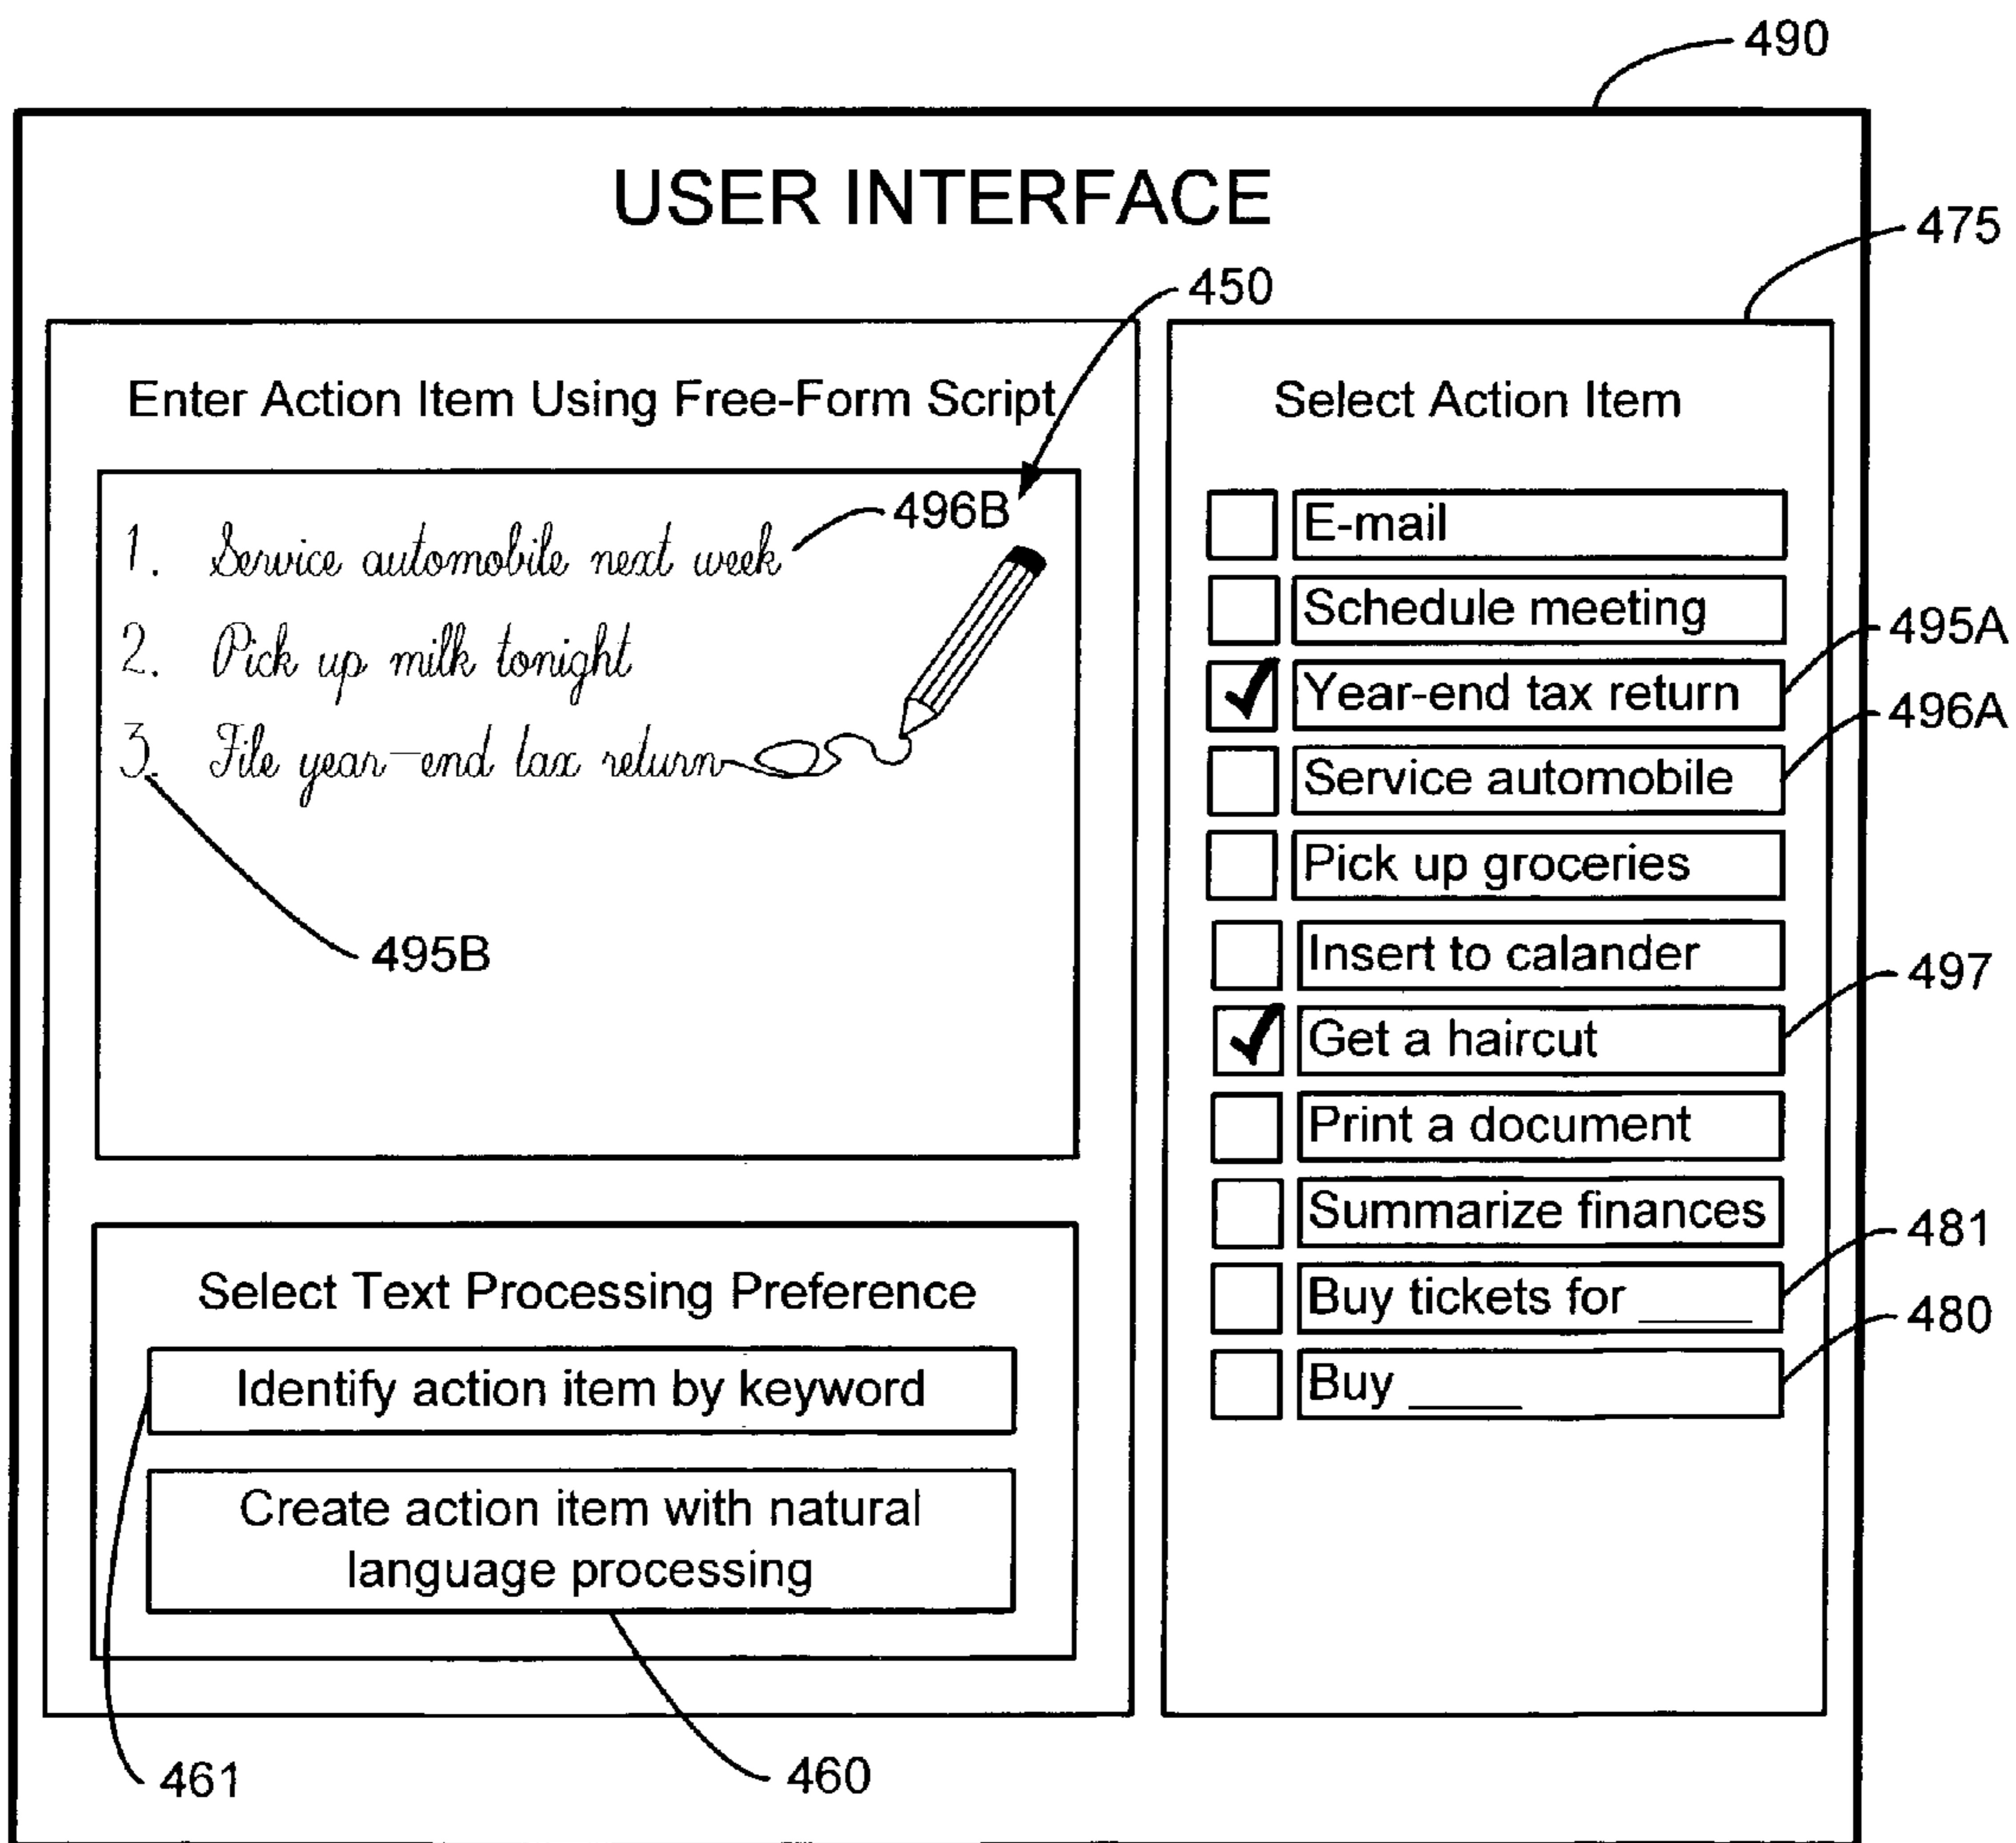 490
USER INTERFACE
475
450
Enter Action Item Using Free-Form Script
496B
1. Service automobile next week
2. Pick up milk tonight
3. File year-end tax return
495B
Select Text Processing Preference
Identify action item by keyword
Create action item with natural
language processing
461
460
Select Action Item
E-mail
Schedule meeting
Year-end tax return
495A
Service automobile
496A
Pick up groceries
Insert to calander
Get a haircut
497
Print a document
Summarize finances
Buy tickets for _____
481
Buy _____
480